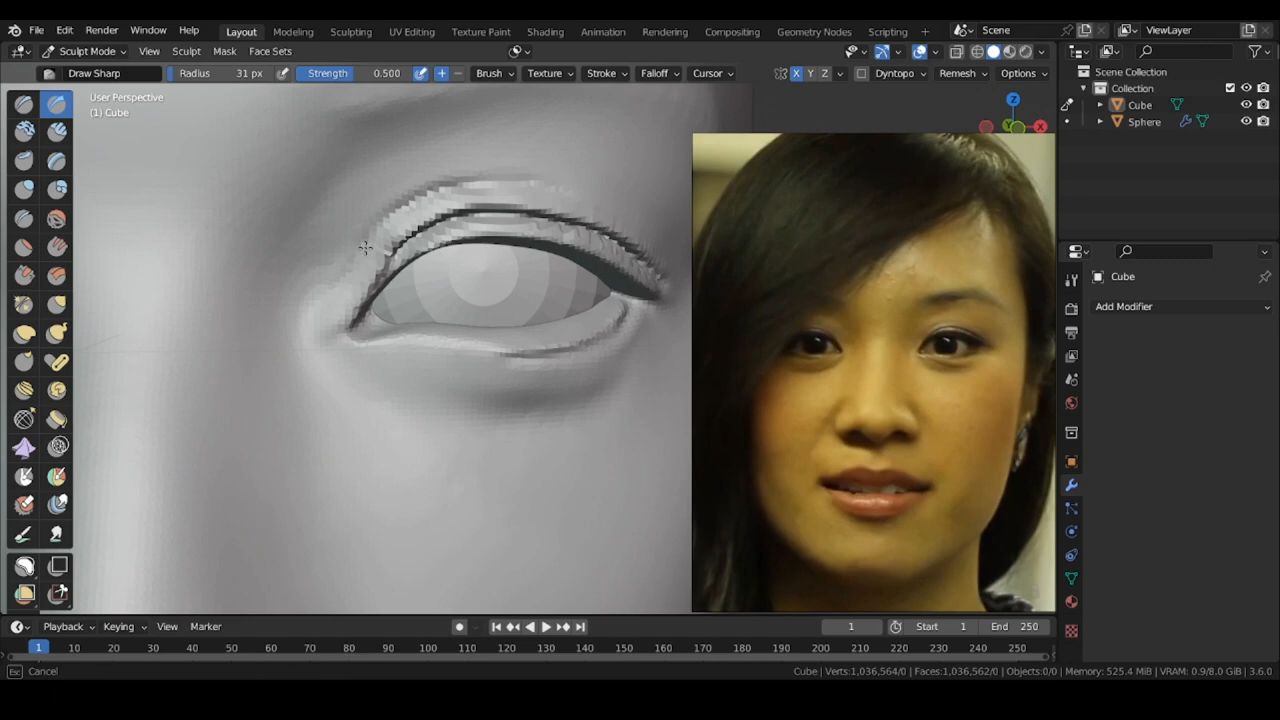 File Edit Render Window Help Layout Modeling Sculpting UV Editing Texture Paint Shading Animation Rendering Compositing Geometry Nodes Scripting + Scene ViewLayer
Sculpt Mode View Sculpt Mask Face Sets
Draw Sharp Radius 31 px Strength 0.500 Brush Texture Stroke Falloff Cursor X Y Z Dyntopo Remesh Options
Scene Collection
Collection
Cube
Sphere
User Perspective
(1) Cube
Z
Y
X
Cube
Add Modifier
Playback Keying View Marker 1 Start 1 End 250
1 10 20 30 40 50 60 70 80 90 100 110 120 130 140 150 160 170 180 190 200 210 220 230 240 250
Esc Cancel Cube | Verts:1,036,564/0 | Faces:1,036,562/0 | Objects:0/0 | Memory: 525.4 MiB | VRAM: 0.9/8.0 GiB | 3.6.0